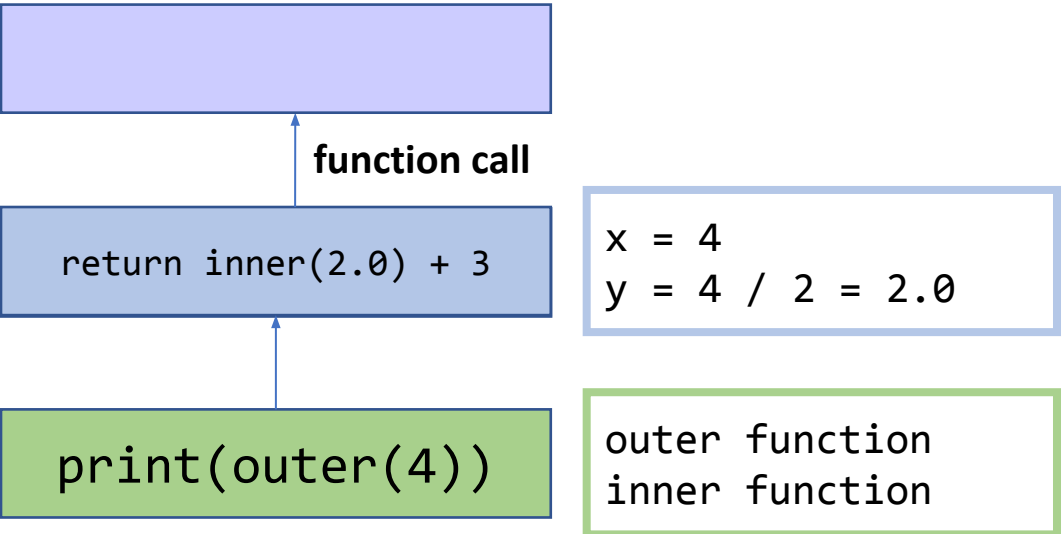 function call
return inner(2.0) + 3
x = 4
y = 4 / 2 = 2.0
print(outer(4))
outer function
inner function